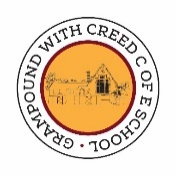 GRAMPOUND WITH CREED C OF E SCHOOL •